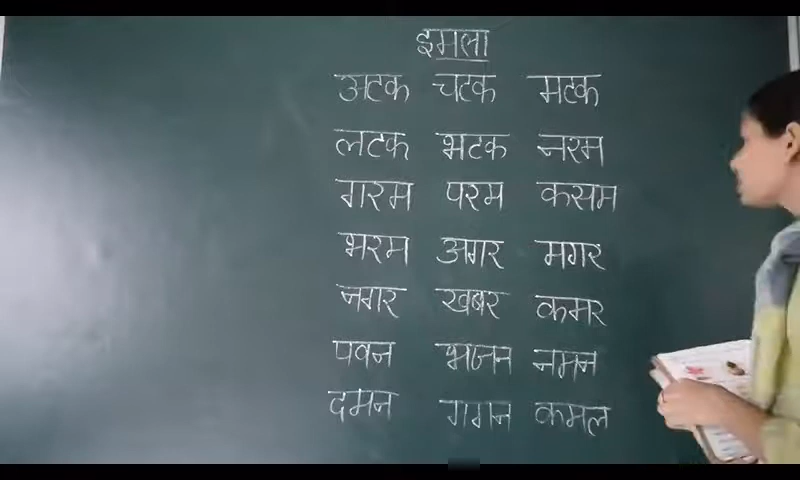 इमला
अटक चटक मटक
लटक भटक नरम
गरम परम कसम
भरम अगर मगर
नगर खबर कमर
पवन भजन नमन
दमन गगन कमल